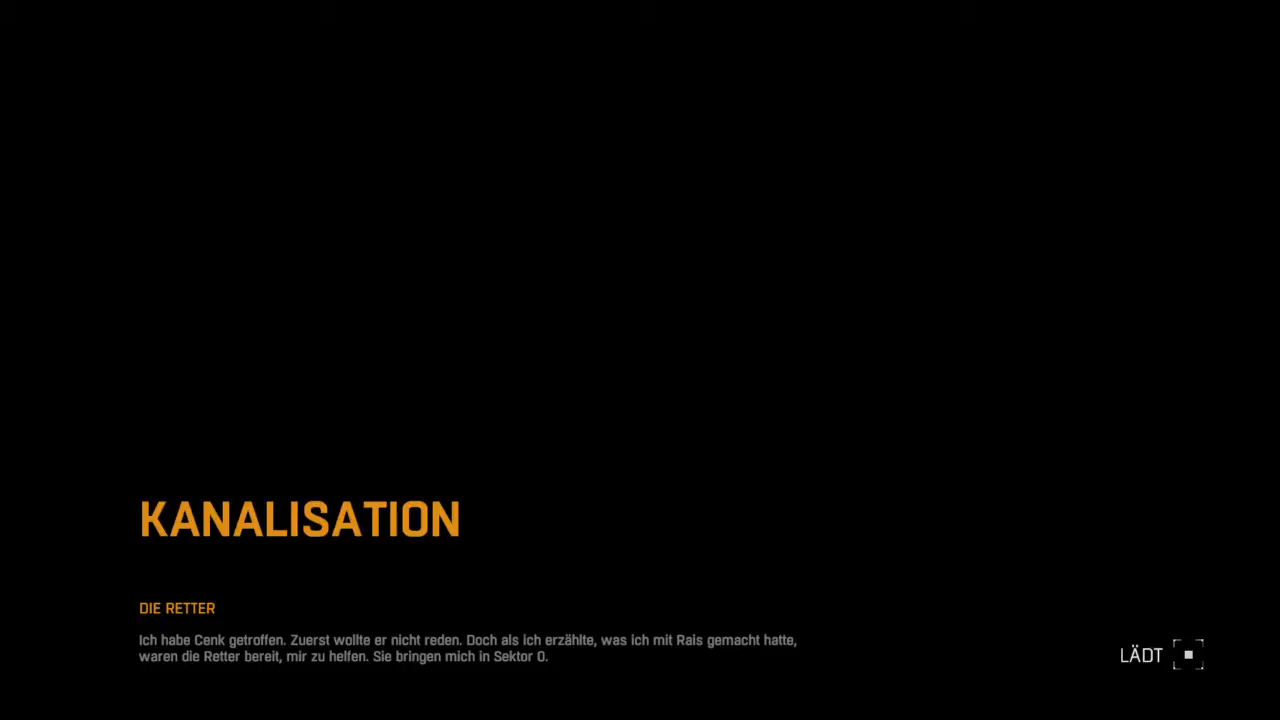 KANALISATION
DIE RETTER
Ich habe Cenk getroffen. Zuerst wollte er nicht reden. Doch als ich erzählte, was ich mit Rais gemacht hatte,
waren die Retter bereit, mir zu helfen. Sie bringen mich in Sektor 0.
LÄDT